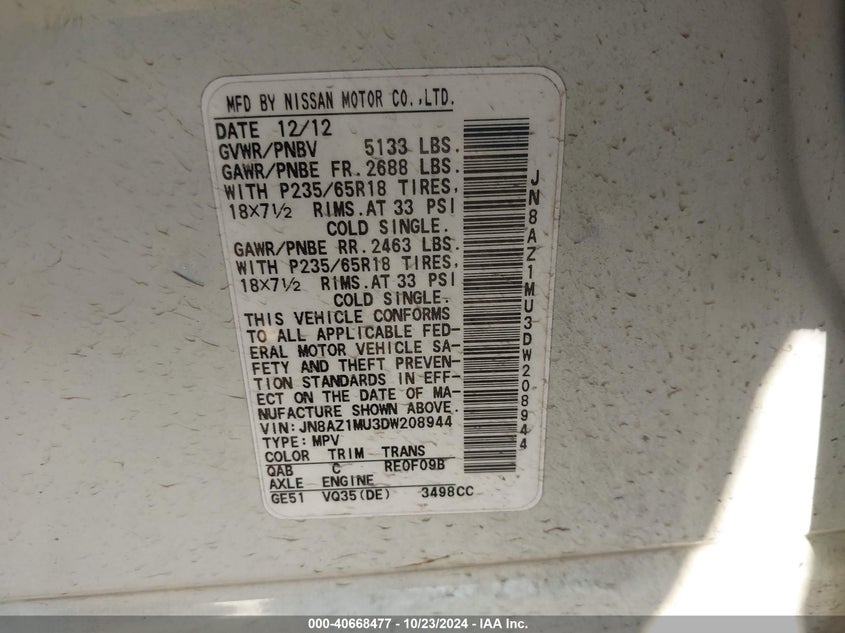 MFD BY NISSAN MOTOR CO.,LTD.
DATE 12/12
GVWR/PNBV 5133 LBS.
GAWR/PNBE FR. 2688 LBS.
WITH P235/65R18 TIRES,
18X7½ RIMS. AT 33 PSI
COLD SINGLE.
GAWR/PNBE RR. 2463 LBS.
WITH P235/65R18 TIRES,
18X7½ RIMS. AT 33 PSI
COLD SINGLE.
THIS VEHICLE CONFORMS
TO ALL APPLICABLE FED-
ERAL MOTOR VEHICLE SA-
FETY AND THEFT PREVEN-
TION STANDARDS IN EFF-
ECT ON THE DATE OF MA-
NUFACTURE SHOWN ABOVE.
VIN: JN8AZ1MU3DW208944
TYPE: MPV
COLOR TRIM TRANS
QAB C RE0F09B
AXLE ENGINE
GE51 VQ35(DE) 3498CC
JN8AZ1MU3DW208944
000-40668477 - 10/23/2024 - IAA Inc.